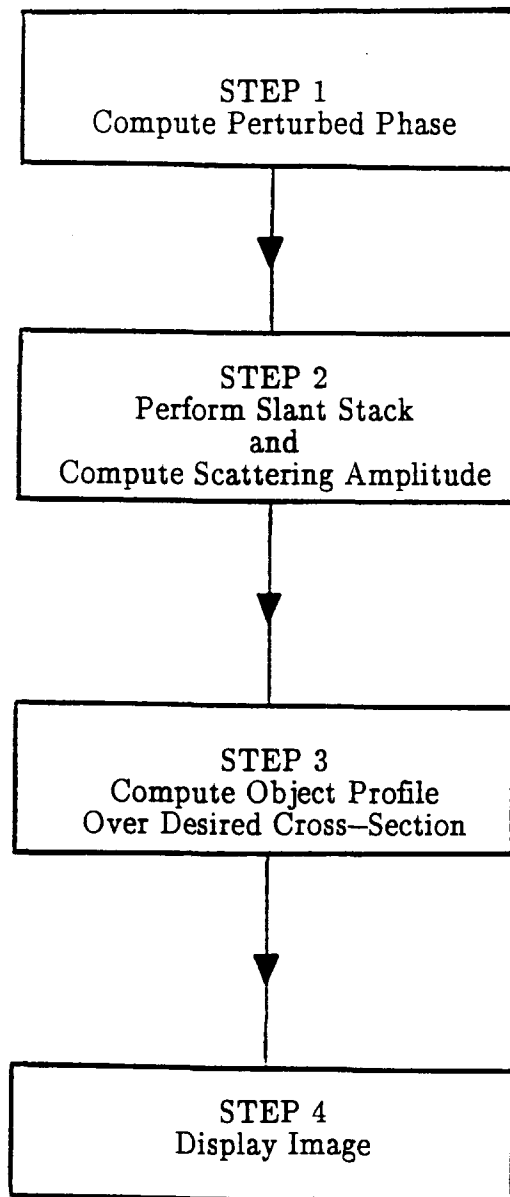 STEP 1
Compute Perturbed Phase
STEP 2
Perform Slant Stack
and
Compute Scattering Amplitude
STEP 3
Compute Object Profile
Over Desired Cross–Section
STEP 4
Display Image